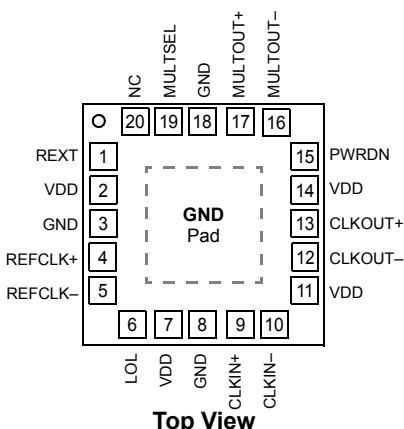 NC
MULTSEL
GND
MULTOUT+
MULTOUT–
20 19 18 17 16
REXT 1
VDD 2
GND 3
REFCLK+ 4
REFCLK– 5
GND
Pad
15 PWRDN
14 VDD
13 CLKOUT+
12 CLKOUT–
11 VDD
6 7 8 9 10
LOL
VDD
GND
CLKIN+
CLKIN–
Top View